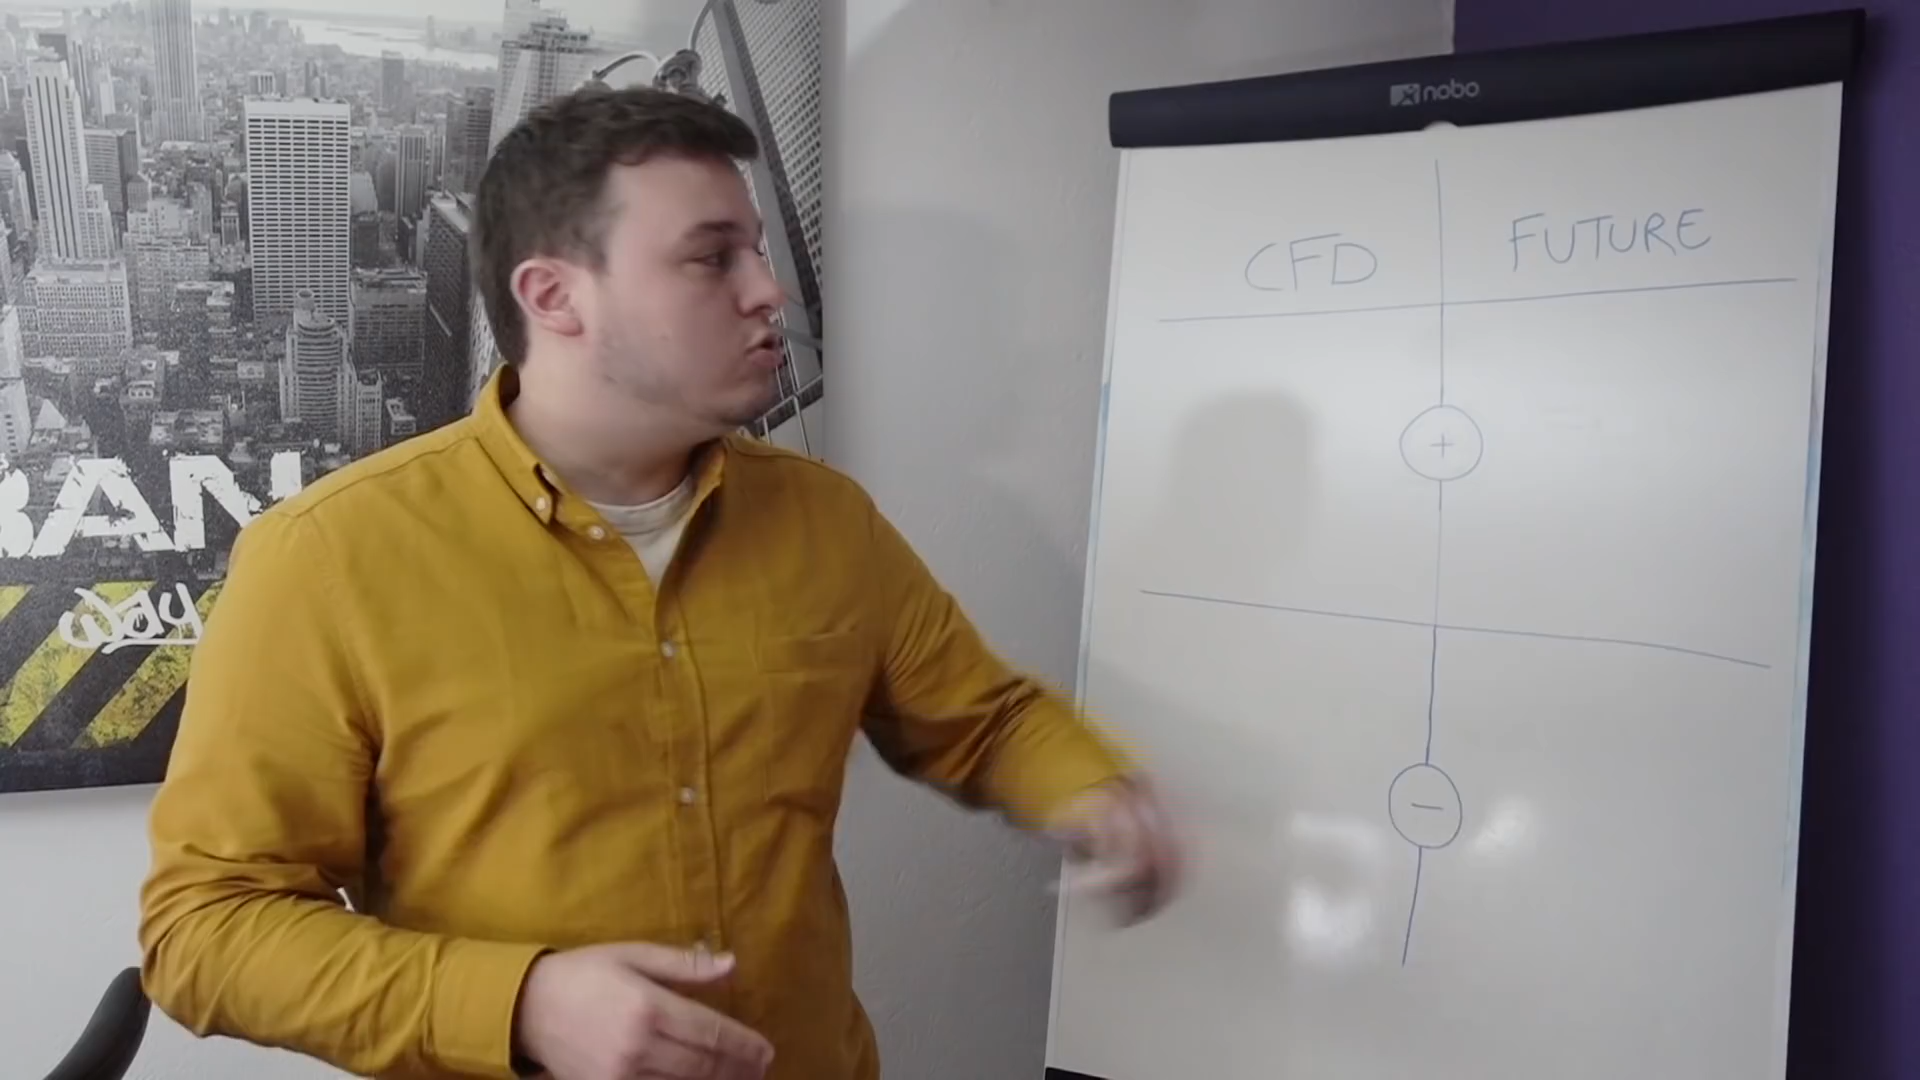 nobo
CFD FUTURE
+
-
BAN
Way